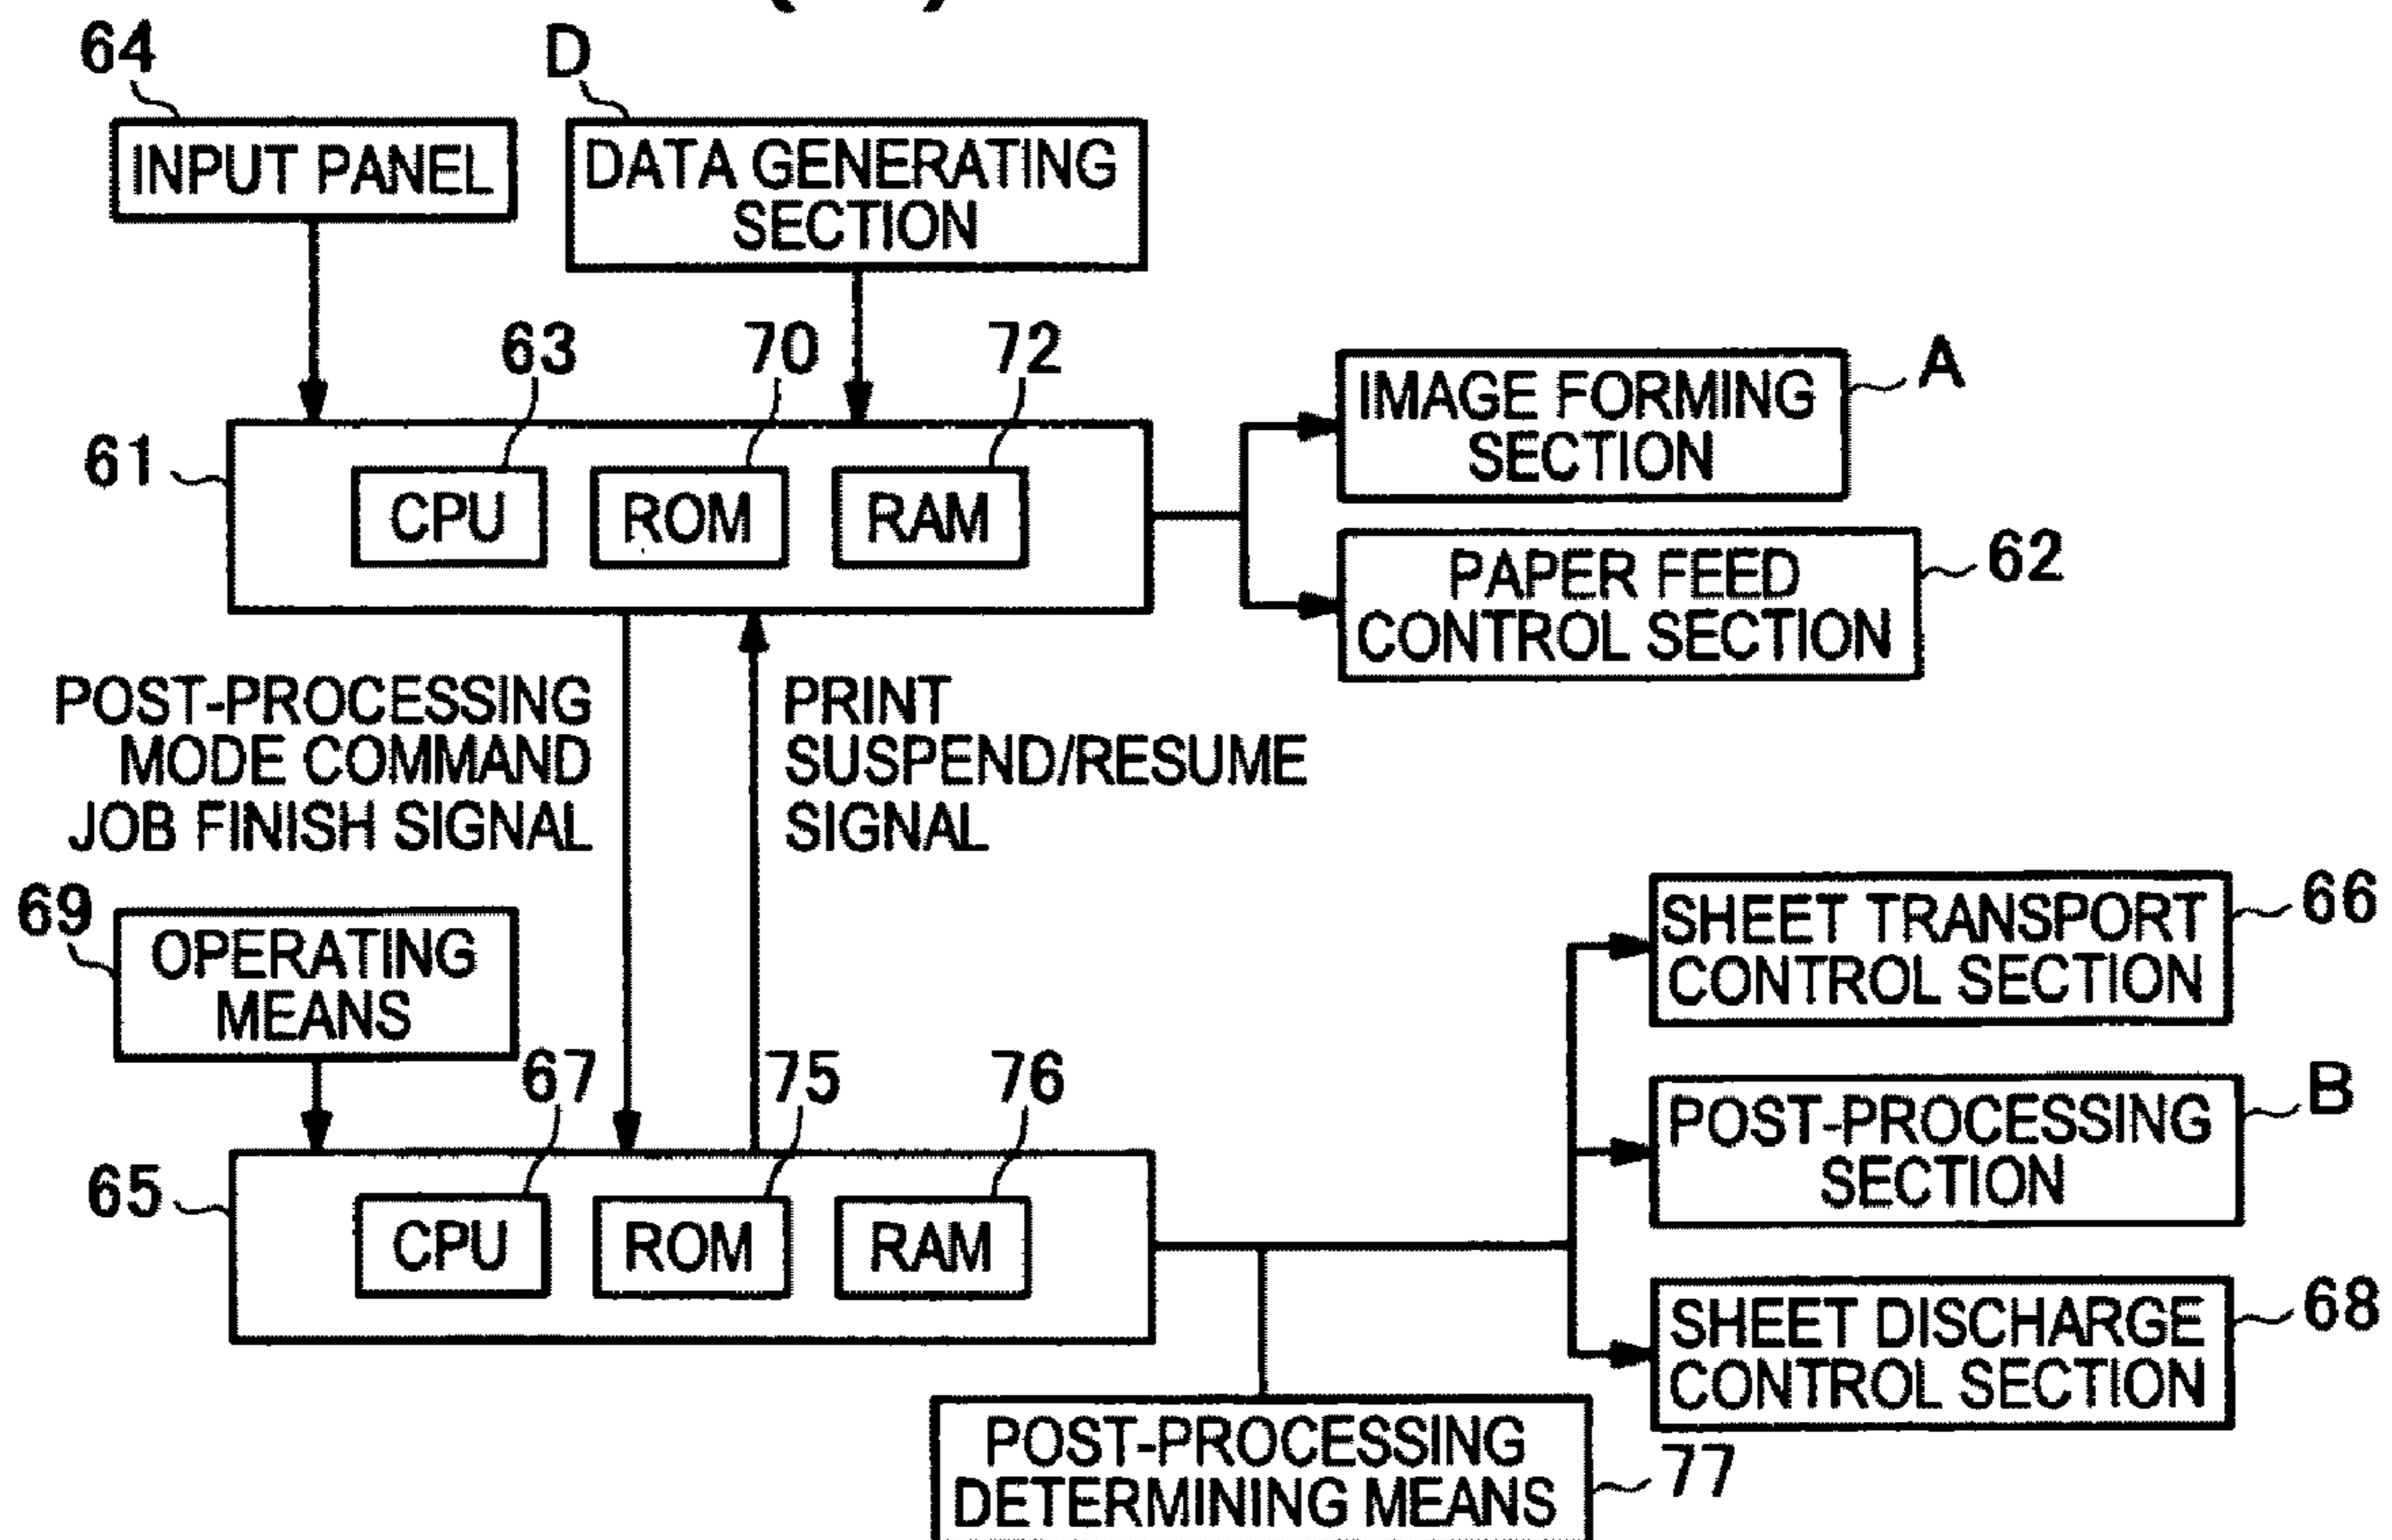 64
D
INPUT PANEL
DATA GENERATING
SECTION
63
70
72
A
IMAGE FORMING
SECTION
61
CPU
ROM
RAM
62
PAPER FEED
CONTROL SECTION
POST-PROCESSING
MODE COMMAND
JOB FINISH SIGNAL
PRINT
SUSPEND/RESUME
SIGNAL
69
OPERATING
MEANS
66
SHEET TRANSPORT
CONTROL SECTION
67
75
76
B
POST-PROCESSING
SECTION
65
CPU
ROM
RAM
68
SHEET DISCHARGE
CONTROL SECTION
POST-PROCESSING
DETERMINING MEANS
77